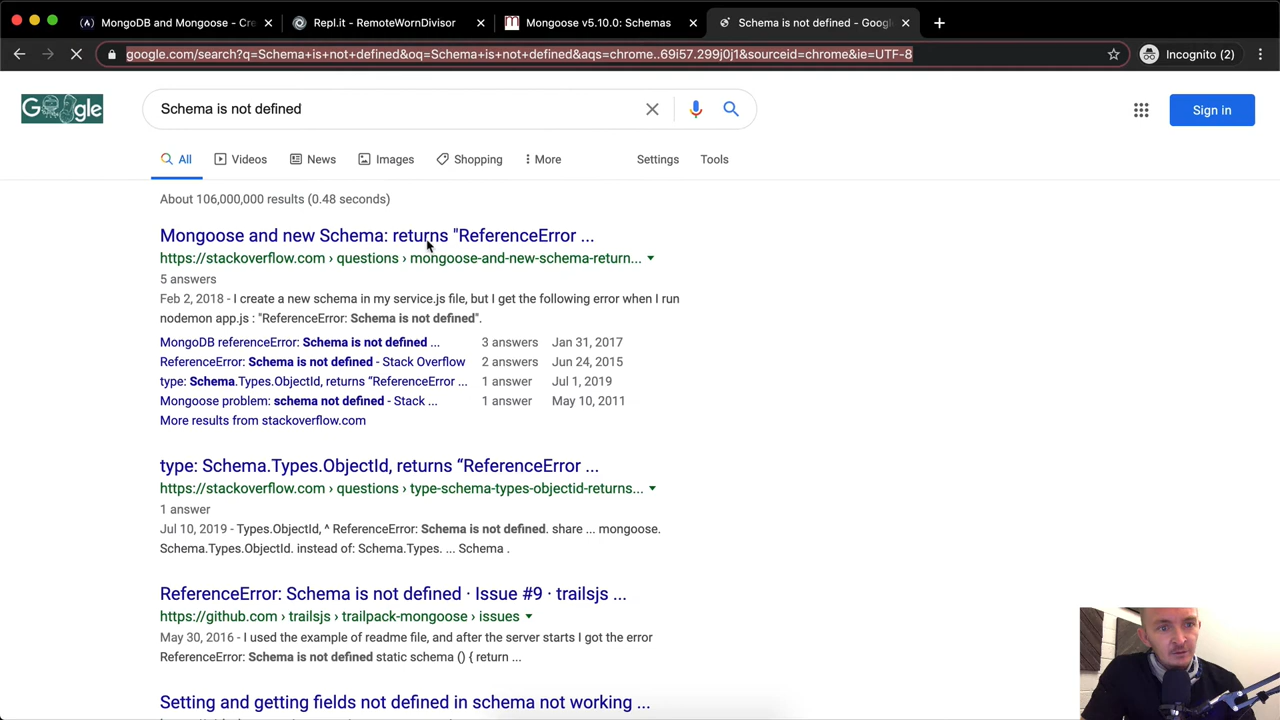 MongoDB and Mongoose - Cre
Repl.it - RemoteWornDivisor
Mongoose v5.10.0: Schemas
Schema is not defined - Googl
google.com/search?q=Schema+is+not+defined&oq=Schema+is+not+defined&aqs=chrome..69i57.299j0j1&sourceid=chrome&ie=UTF-8
Incognito (2)
Google
Schema is not defined
Sign in
All
Videos
News
Images
Shopping
More
Settings
Tools
About 106,000,000 results (0.48 seconds)
Mongoose and new Schema: returns "ReferenceError ...
https://stackoverflow.com › questions › mongoose-and-new-schema-return...
5 answers
Feb 2, 2018 - I create a new schema in my service.js file, but I get the following error when I run
nodemon app.js : "ReferenceError: Schema is not defined".
MongoDB referenceError: Schema is not defined ... 3 answers Jan 31, 2017
ReferenceError: Schema is not defined - Stack Overflow 2 answers Jun 24, 2015
type: Schema.Types.ObjectId, returns “ReferenceError ... 1 answer Jul 1, 2019
Mongoose problem: schema not defined - Stack ... 1 answer May 10, 2011
More results from stackoverflow.com
type: Schema.Types.ObjectId, returns “ReferenceError ...
https://stackoverflow.com › questions › type-schema-types-objectid-returns...
1 answer
Jul 10, 2019 - Types.ObjectId, ^ ReferenceError: Schema is not defined. share ... mongoose.
Schema.Types.ObjectId. instead of: Schema.Types. ... Schema .
ReferenceError: Schema is not defined · Issue #9 · trailsjs ...
https://github.com › trailsjs › trailpack-mongoose › issues
May 30, 2016 - I used the example of readme file, and after the server starts I got the error
ReferenceError: Schema is not defined static schema () { return ...
Setting and getting fields not defined in schema not working ...